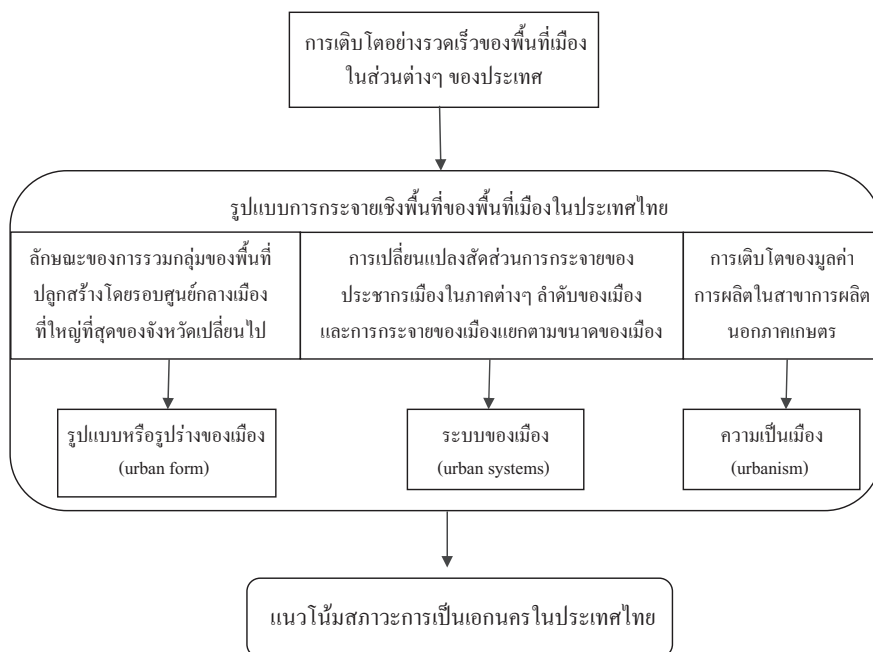 การเติบโตอย่างรวดเร็วของพื้นที่เมือง
ในส่วนต่างๆ ของประเทศ
รูปแบบการกระจายเชิงพื้นที่ของพื้นที่เมืองในประเทศไทย
ลักษณะของการรวมกลุ่มของพื้นที่
ปลูกสร้างโดยรอบศูนย์กลางเมือง
ที่ใหญ่ที่สุดของจังหวัดเปลี่ยนไป
การเปลี่ยนแปลงสัดส่วนการกระจายของ
ประชากรเมืองในภาคต่างๆ ลำดับของเมือง
และการกระจายของเมืองแยกตามขนาดของเมือง
การเติบโตของมูลค่า
การผลิตในสาขาการผลิต
นอกภาคเกษตร
รูปแบบหรือรูปร่างของเมือง
(urban form)
ระบบของเมือง
(urban systems)
ความเป็นเมือง
(urbanism)
แนวโน้มสภาวะการเป็นเอกนครในประเทศไทย